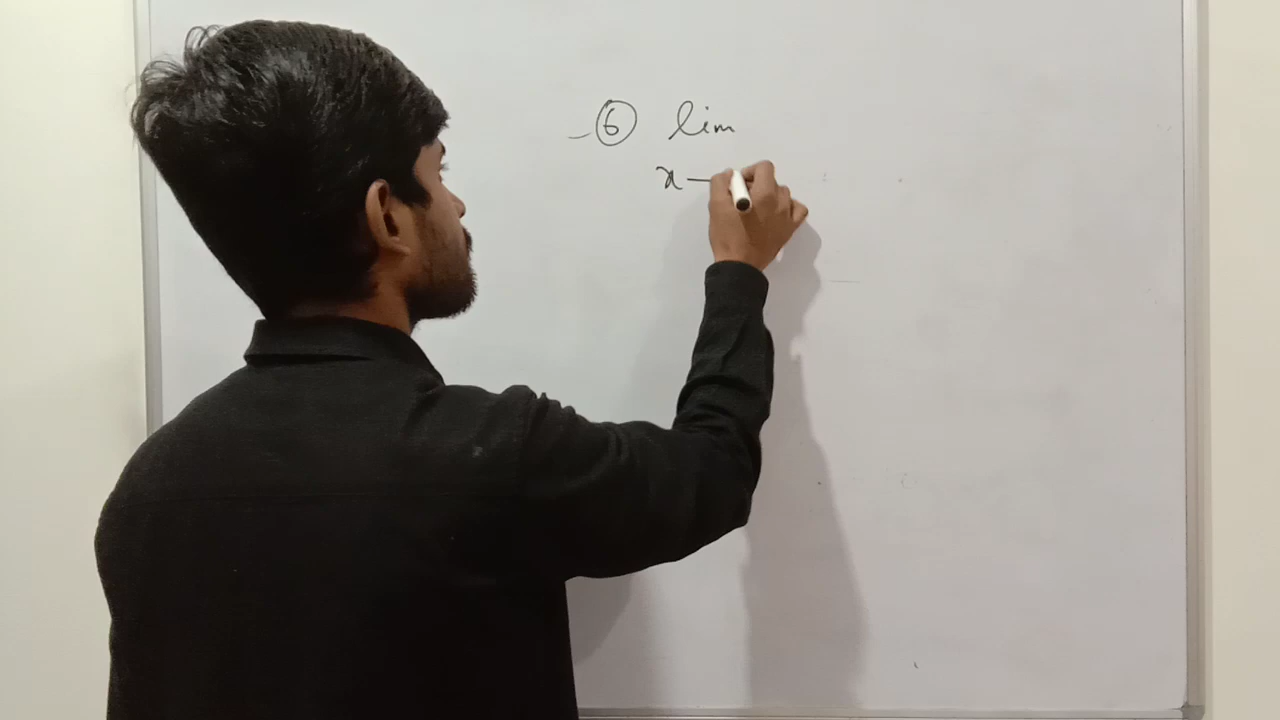 ⑥ lim
x —